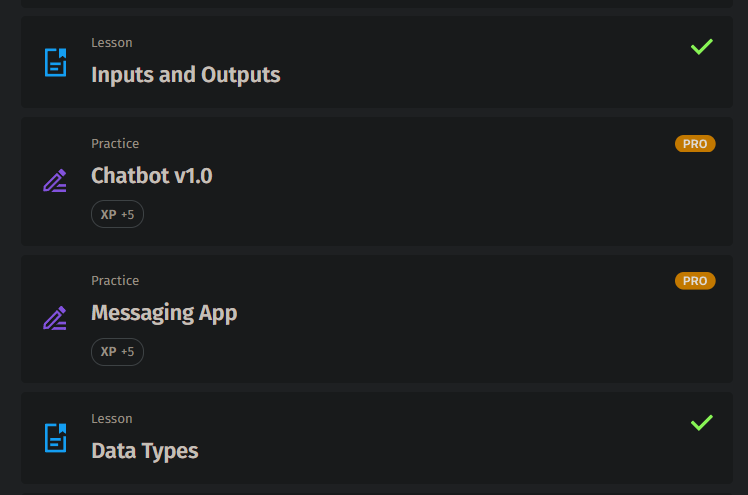 Lesson
Inputs and Outputs
Practice
PRO
Chatbot v1.0
XP +5
Practice
PRO
Messaging App
XP +5
Lesson
Data Types